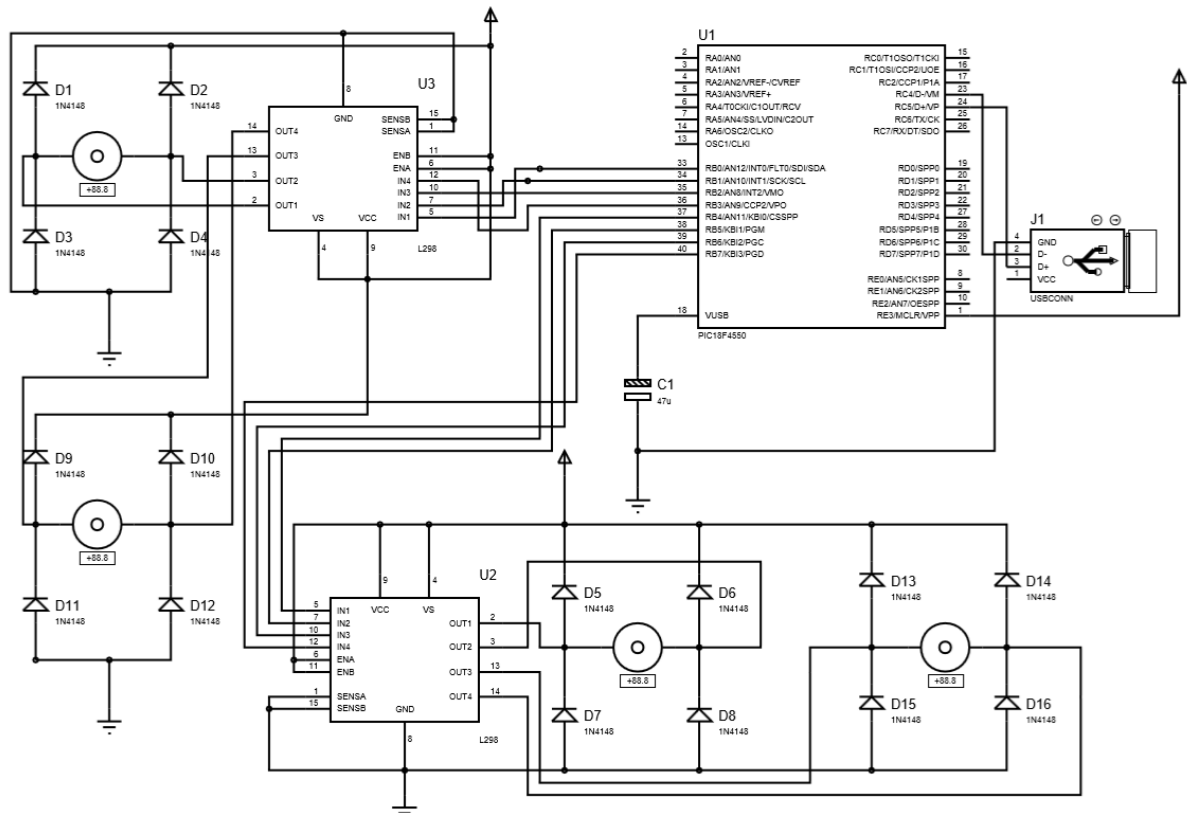 U1
2 RA0/AN0
3 RA1/AN1
4 RA2/AN2/VREF-/CVREF
5 RA3/AN3/VREF+
6 RA4/T0CKI/C1OUT/RCV
7 RA5/AN4/SS/LVDIN/C2OUT
14 RA6/OSC2/CLKO
13 OSC1/CLKI
33 RB0/AN12/INT0/FLT0/SDI/SDA
34 RB1/AN10/INT1/SCK/SCL
35 RB2/AN8/INT2/VMO
36 RB3/AN9/CCP2/VPO
37 RB4/AN11/KBI0/CSSPP
38 RB5/KBI1/PGM
39 RB6/KBI2/PGC
40 RB7/KBI3/PGD
18 VUSB
RC0/T1OSO/T1CKI 15
RC1/T1OSI/CCP2/UOE 16
RC2/CCP1/P1A 17
RC4/D-/VM 23
RC5/D+/VP 24
RC6/TX/CK 25
RC7/RX/DT/SDO 26
RD0/SPP0 19
RD1/SPP1 20
RD2/SPP2 21
RD3/SPP3 22
RD4/SPP4 27
RD5/SPP5/P1B 28
RD6/SPP6/P1C 29
RD7/SPP7/P1D 30
RE0/AN5/CK1SPP 8
RE1/AN6/CK2SPP 9
RE2/AN7/OESPP 10
RE3/MCLR/VPP 1
PIC18F4550
J1
4 GND
2 D-
3 D+
1 VCC
USBCONN
C1
47u
D1
1N4148
D2
1N4148
+88.8
D3
1N4148
D4
1N4148
U3
8
GND
14 OUT4
13 OUT3
3 OUT2
2 OUT1
SENSB 15
SENSA 1
ENB 11
ENA 6
IN4 12
IN3 10
IN2 7
IN1 5
VS VCC
4 9
L298
D9
1N4148
D10
1N4148
+88.8
D11
1N4148
D12
1N4148
U2
9 4
VCC VS
5 IN1
7 IN2
10 IN3
12 IN4
6 ENA
11 ENB
1 SENSA
15 SENSB
OUT1 2
OUT2 3
OUT3 13
OUT4 14
GND
8
L298
D5
1N4148
D6
1N4148
+88.8
D7
1N4148
D8
1N4148
D13
1N4148
D14
1N4148
+88.8
D15
1N4148
D16
1N4148